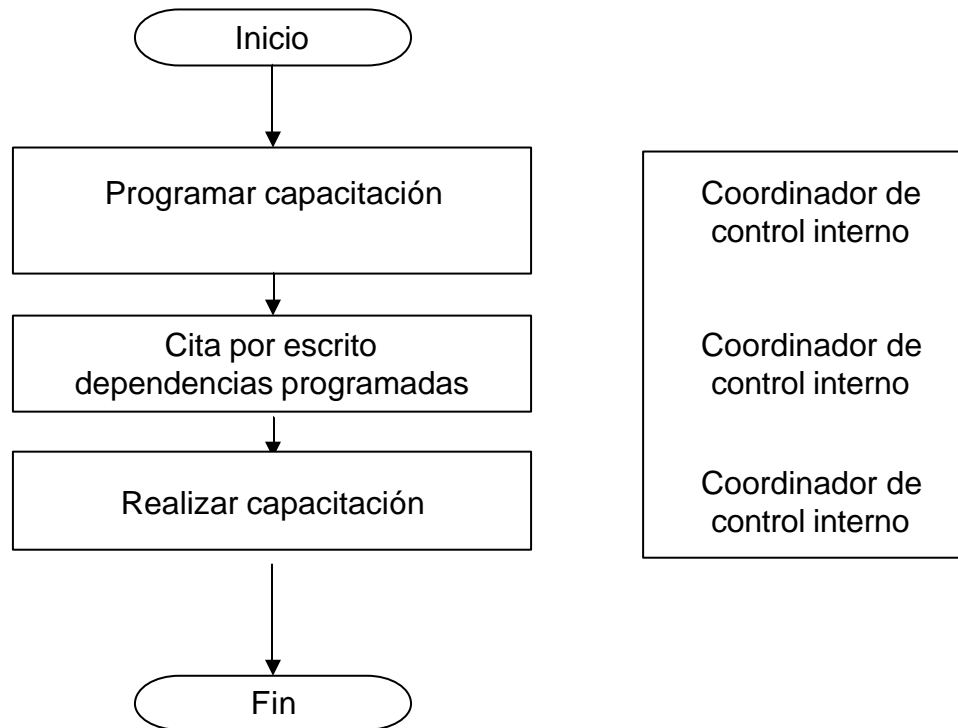 Inicio
Programar capacitación
Coordinador de
control interno
Cita por escrito
dependencias programadas
Coordinador de
control interno
Realizar capacitación
Coordinador de
control interno
Fin